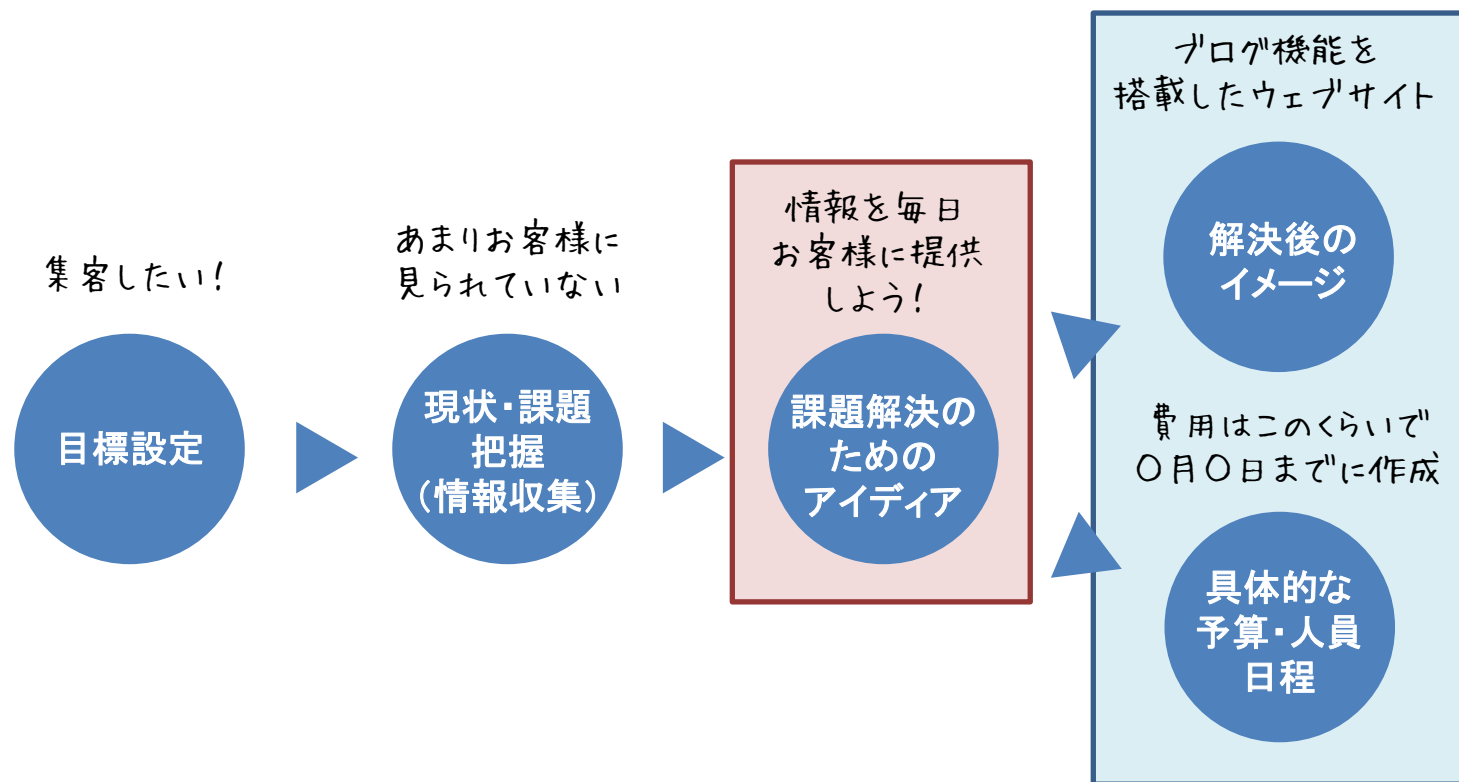 集客したい!
目標設定
あまりお客様に
見られていない
現状・課題
把握
（情報収集）
情報を毎日
お客様に提供
しよう!
課題解決の
ための
アイディア
ブログ機能を
搭載したウェブサイト
解決後の
イメージ
費用はこのくらいで
〇月〇日までに作成
具体的な
予算・人員
日程